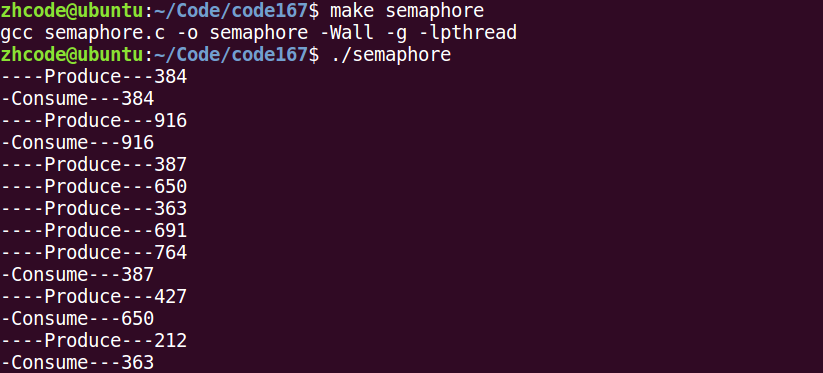 zhcode@ubuntu:~/Code/code167$ make semaphore
gcc semaphore.c -o semaphore -Wall -g -lpthread
zhcode@ubuntu:~/Code/code167$ ./semaphore
----Produce---384
-Consume---384
----Produce---916
-Consume---916
----Produce---387
----Produce---650
----Produce---363
----Produce---691
----Produce---764
-Consume---387
----Produce---427
-Consume---650
----Produce---212
-Consume---363